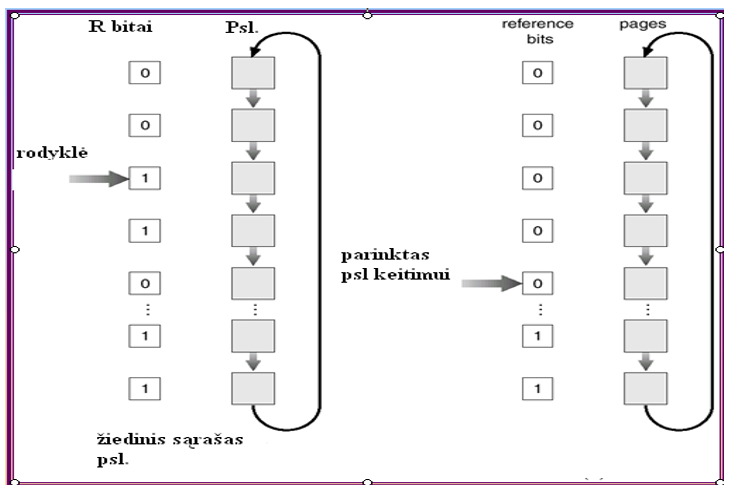 R bitai
Psl.
0
0
rodyklė
1
1
0
1
1
žiedinis sąrašas
psl.
reference
bits
pages
0
0
0
0
parinktas
psl keitimui
0
1
1